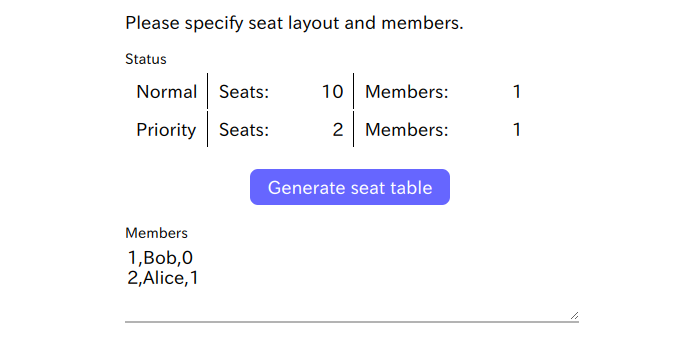 Please specify seat layout and members.
Status
Normal Seats: 10 Members: 1
Priority Seats: 2 Members: 1
Generate seat table
Members
1,Bob,0
2,Alice,1